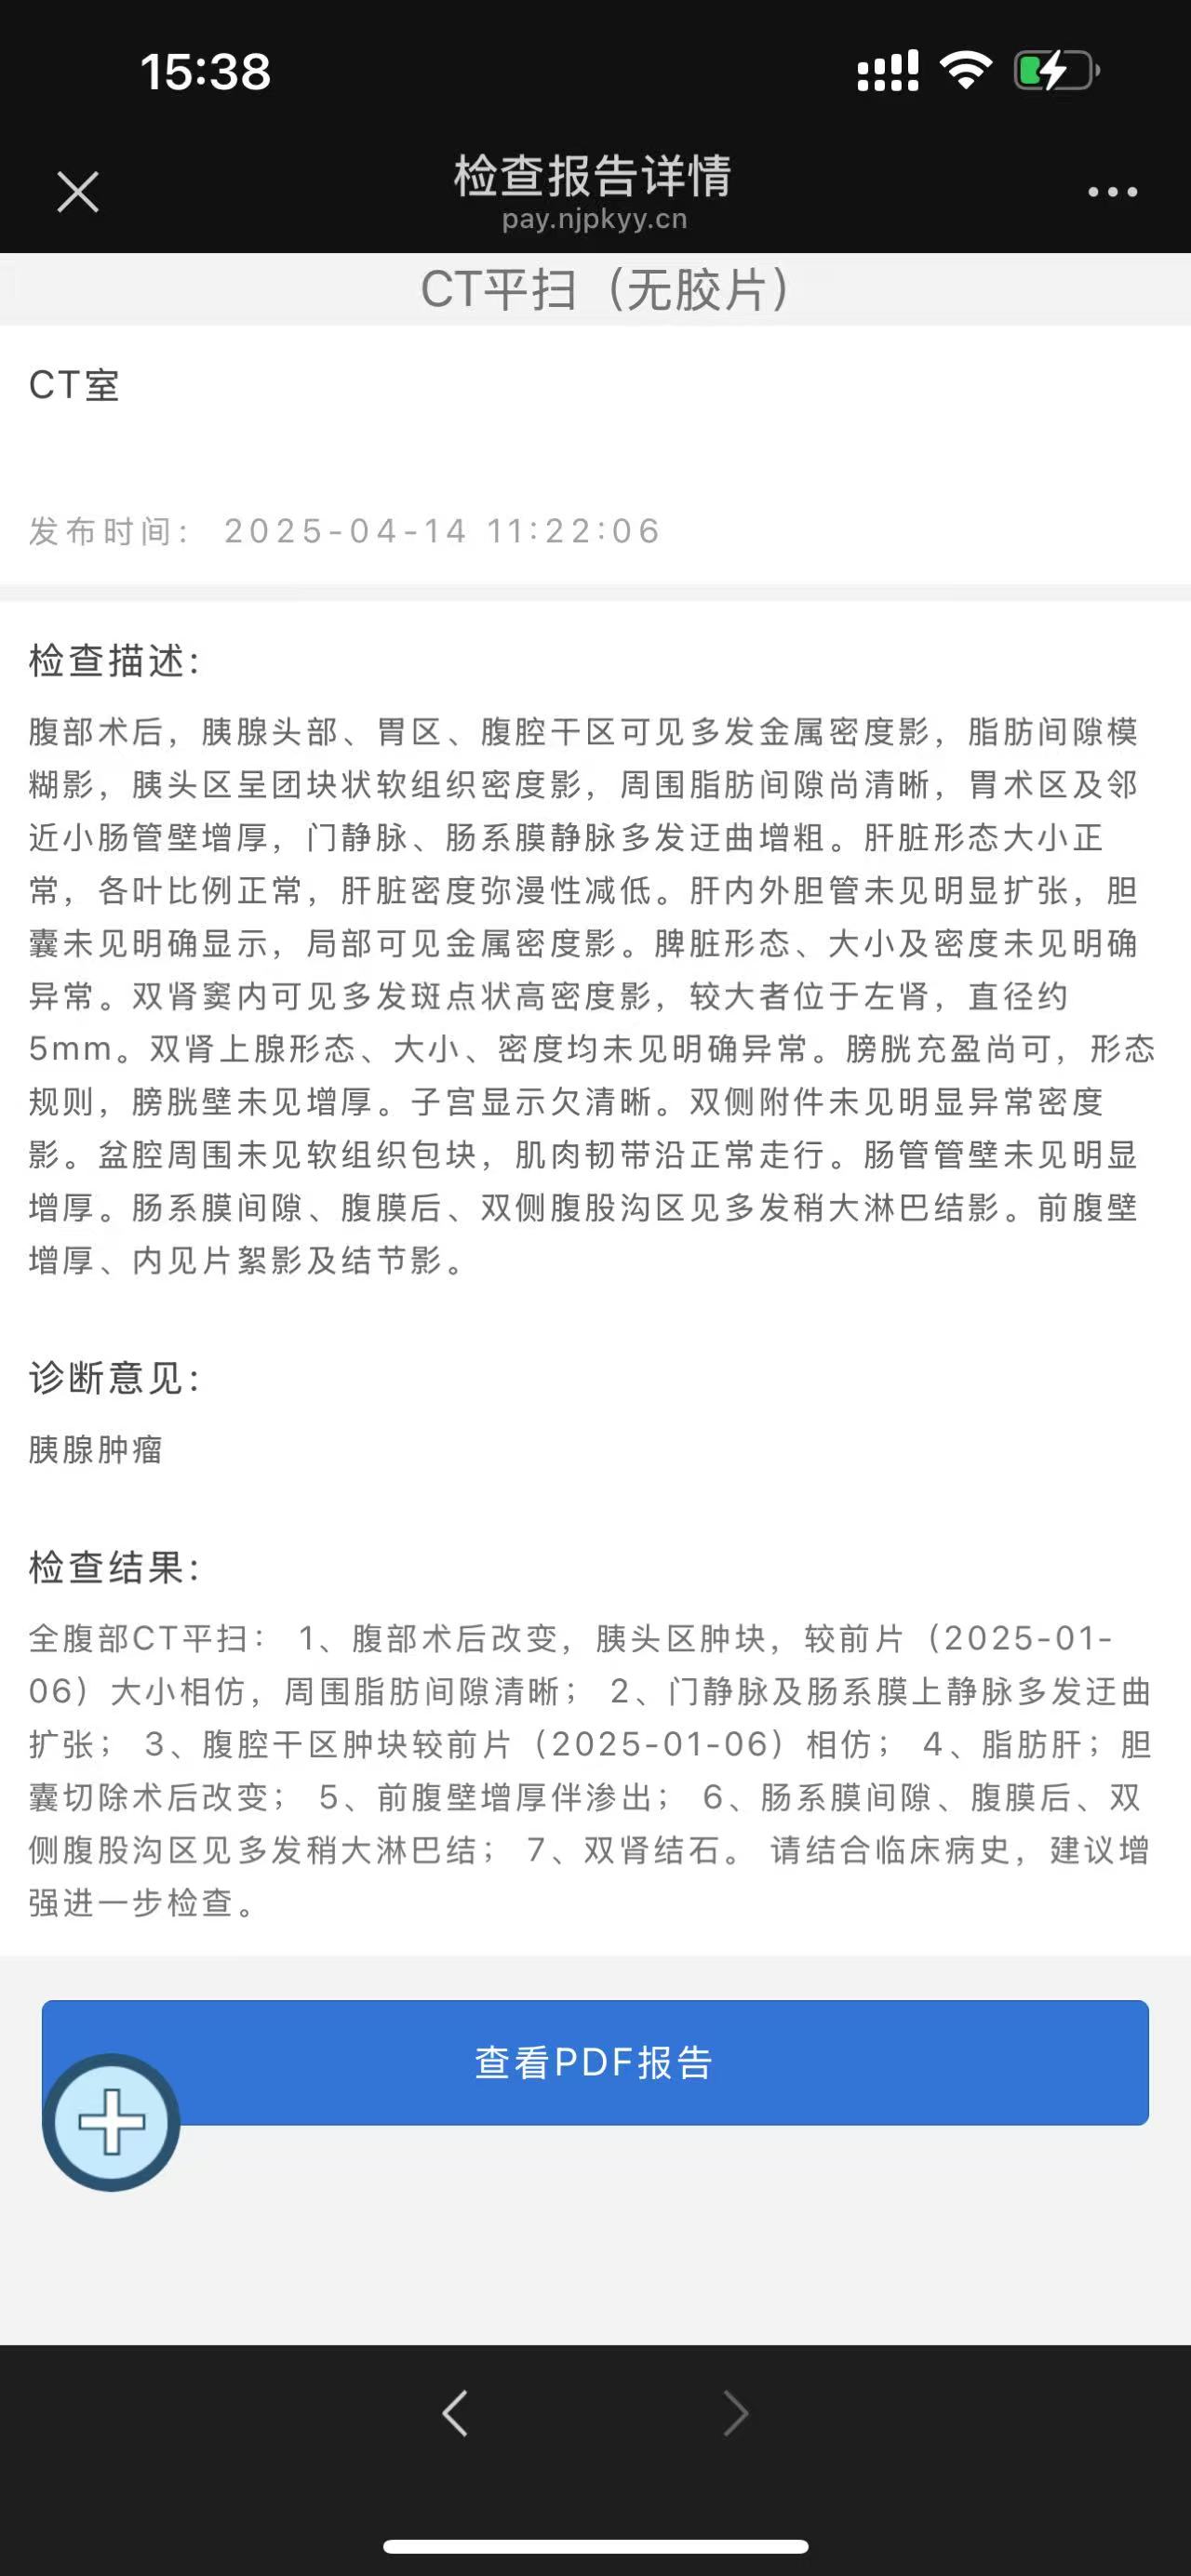 15:38
检查报告详情
pay.njpkyy.cn
CT平扫（无胶片）
CT室
发布时间： 2025-04-14 11:22:06
检查描述:
腹部术后，胰腺头部、胃区、腹腔干区可见多发金属密度影，脂肪间隙模
糊影，胰头区呈团块状软组织密度影，周围脂肪间隙尚清晰，胃术区及邻
近小肠管壁增厚，门静脉、肠系膜静脉多发迂曲增粗。肝脏形态大小正
常，各叶比例正常，肝脏密度弥漫性减低。肝内外胆管未见明显扩张，胆
囊未见明确显示，局部可见金属密度影。脾脏形态、大小及密度未见明确
异常。双肾窦内可见多发斑点状高密度影，较大者位于左肾，直径约
5mm。双肾上腺形态、大小、密度均未见明确异常。膀胱充盈尚可，形态
规则，膀胱壁未见增厚。子宫显示欠清晰。双侧附件未见明显异常密度
影。盆腔周围未见软组织包块，肌肉韧带沿正常走行。肠管管壁未见明显
增厚。肠系膜间隙、腹膜后、双侧腹股沟区见多发稍大淋巴结影。前腹壁
增厚、内见片絮影及结节影。
诊断意见:
胰腺肿瘤
检查结果:
全腹部CT平扫： 1、腹部术后改变，胰头区肿块，较前片（2025-01-
06）大小相仿，周围脂肪间隙清晰； 2、门静脉及肠系膜上静脉多发迂曲
扩张； 3、腹腔干区肿块较前片（2025-01-06）相仿； 4、脂肪肝；胆
囊切除术后改变； 5、前腹壁增厚伴渗出； 6、肠系膜间隙、腹膜后、双
侧腹股沟区见多发稍大淋巴结； 7、双肾结石。 请结合临床病史，建议增
强进一步检查。
查看PDF报告